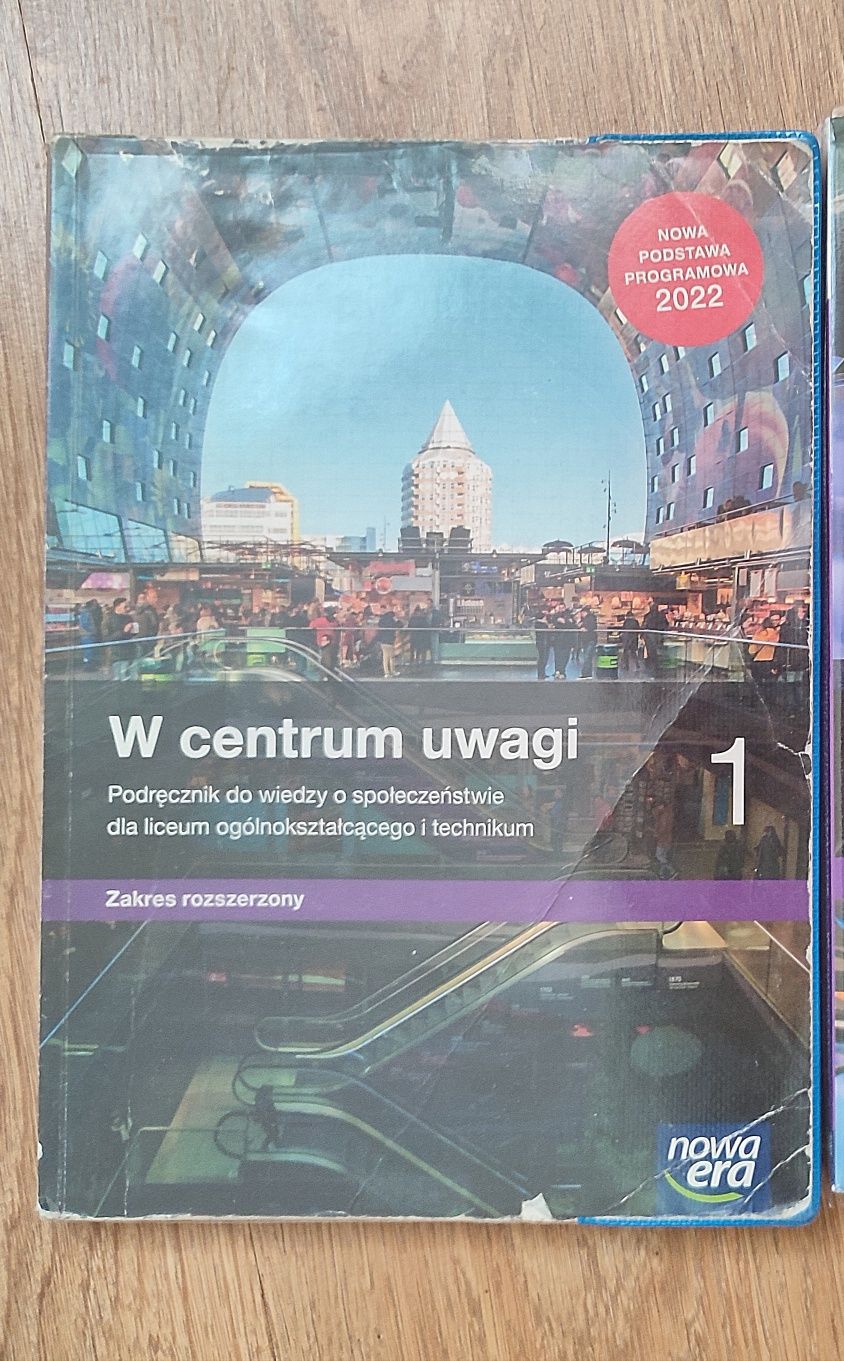 NOWA
PODSTAWA
PROGRAMOWA
2022
W centrum uwagi
1
Podręcznik do wiedzy o społeczeństwie
dla liceum ogólnokształcącego i technikum
Zakres rozszerzony
nowa
era